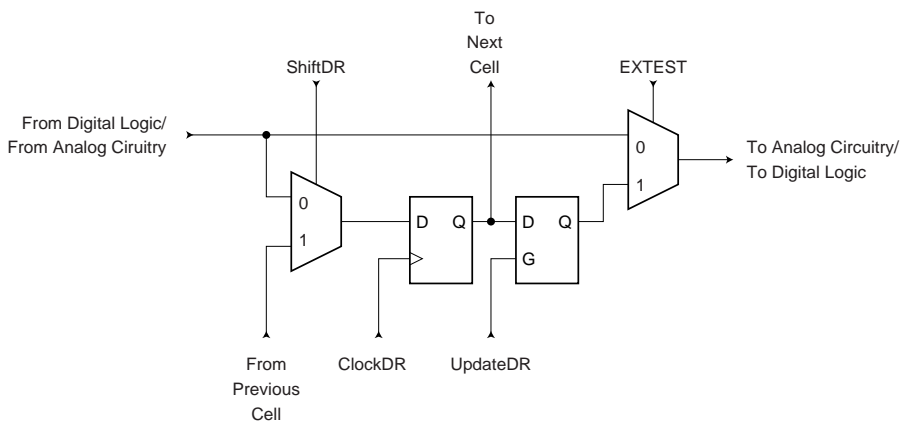 To
Next
Cell
ShiftDR
EXTEST
From Digital Logic/
From Analog Ciruitry
0
1
D Q
D Q
G
0
1
To Analog Circuitry/
To Digital Logic
From
Previous
Cell
ClockDR
UpdateDR